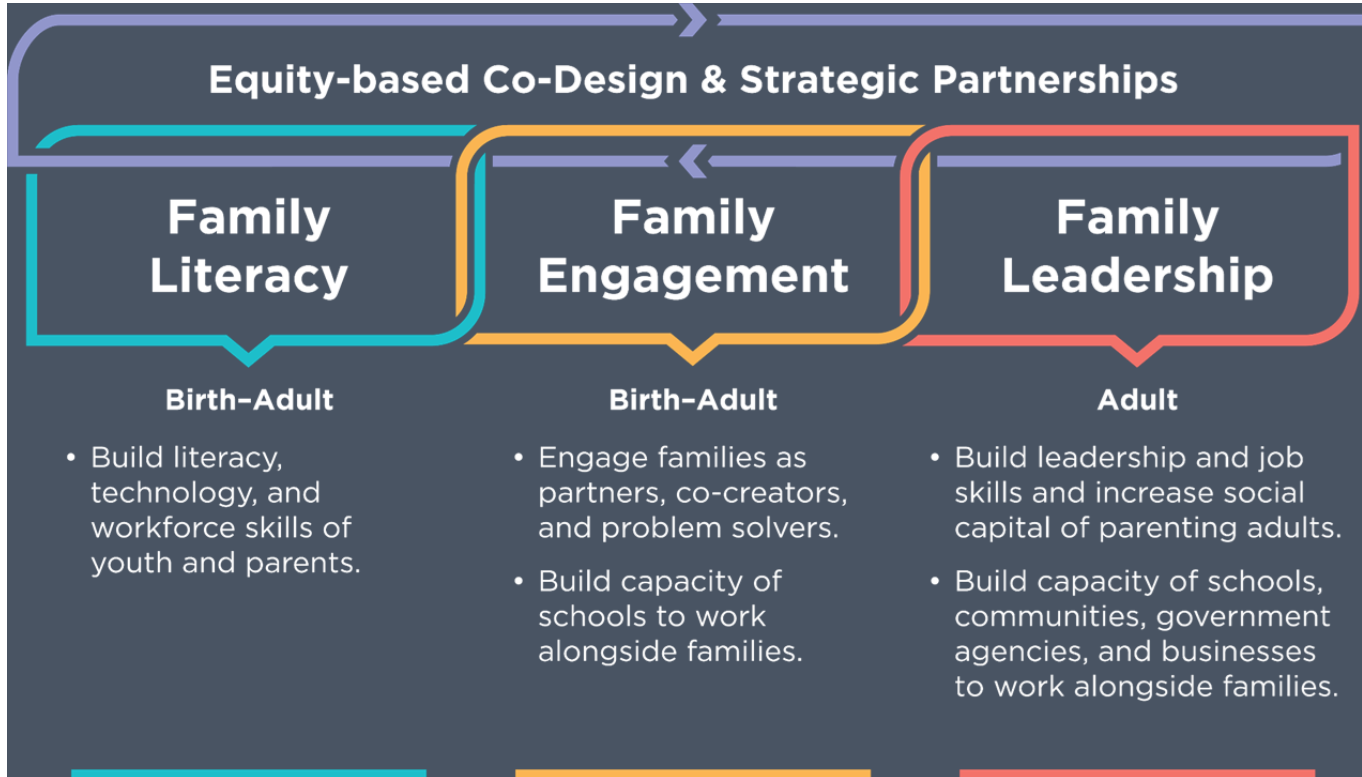 Equity-based Co-Design & Strategic Partnerships
Family
Literacy
Birth–Adult
• Build literacy,
technology, and
workforce skills of
youth and parents.
Family
Engagement
Birth–Adult
• Engage families as
partners, co-creators,
and problem solvers.
• Build capacity of
schools to work
alongside families.
Family
Leadership
Adult
• Build leadership and job
skills and increase social
capital of parenting adults.
• Build capacity of schools,
communities, government
agencies, and businesses
to work alongside families.